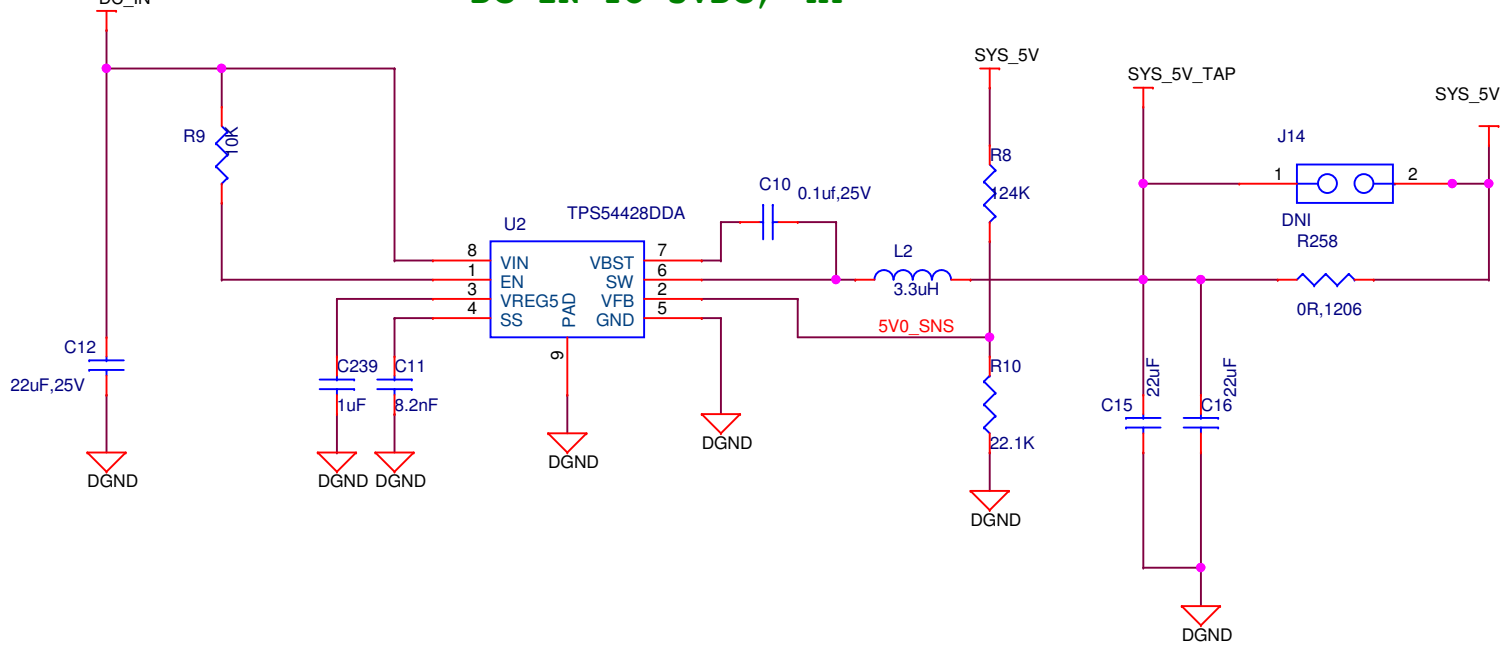 DC_IN
SYS_5V
SYS_5V_TAP
SYS_5V
R9
10K
J14
1
2
DNI
R258
0R,1206
R8
124K
C10
0.1uf,25V
U2
TPS54428DDA
8
VIN
VBST
7
1
EN
SW
6
3
VREG5
VFB
2
4
SS
GND
5
PAD
9
L2
3.3uH
5V0_SNS
C12
22uF,25V
C239
1uF
C11
8.2nF
R10
22.1K
C15
22uF
C16
22uF
DGND
DGND
DGND
DGND
DGND
DGND
DGND